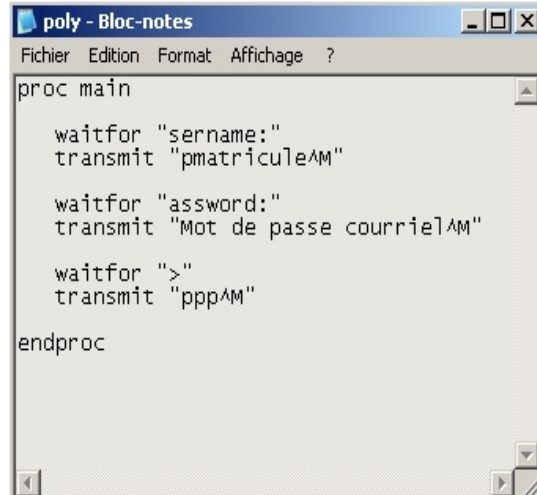 poly - Bloc-notes
Fichier Edition Format Affichage ?
proc main
waitfor "sername:"
transmit "pmatricule^M"
waitfor "assword:"
transmit "Mot de passe courriel^M"
waitfor ">"
transmit "ppp^M"
endproc